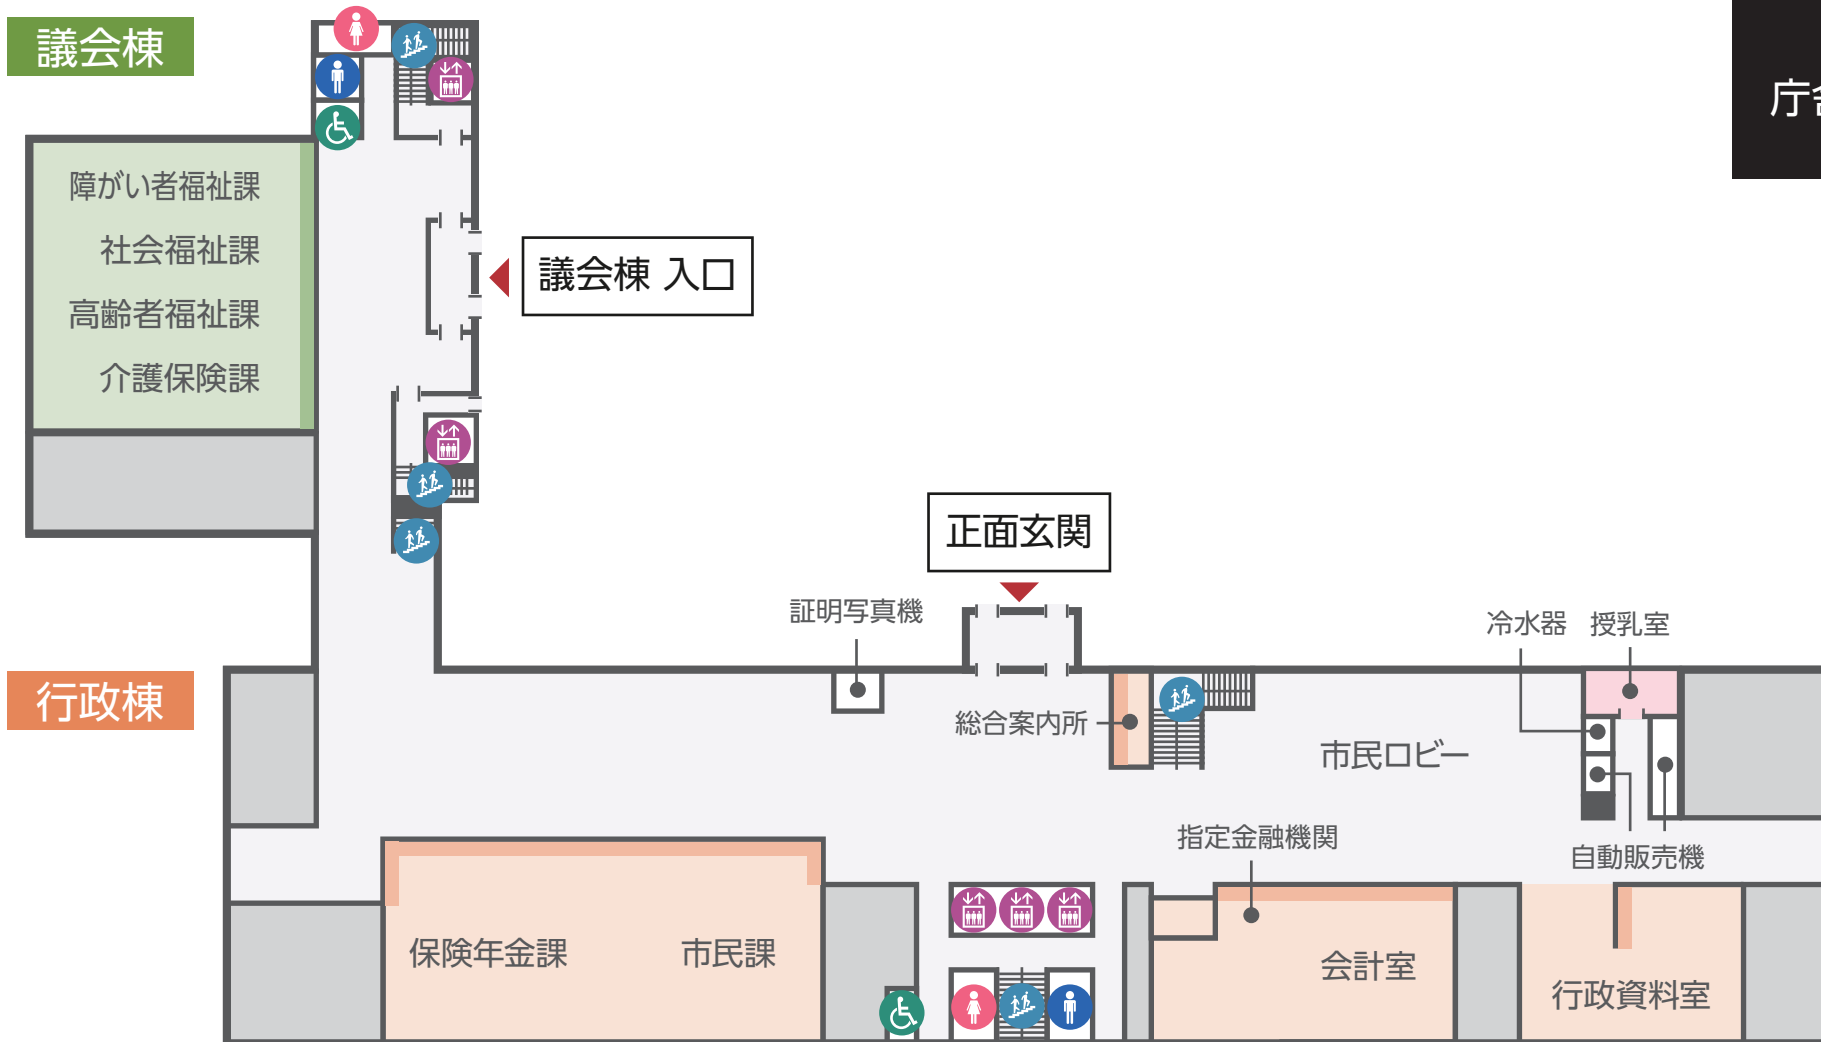 議会棟
庁
障がい者福祉課
社会福祉課
高齢者福祉課
介護保険課
議会棟 入口
正面玄関
証明写真機
冷水器
授乳室
行政棟
総合案内所
市民ロビー
指定金融機関
自動販売機
保険年金課
市民課
会計室
行政資料室